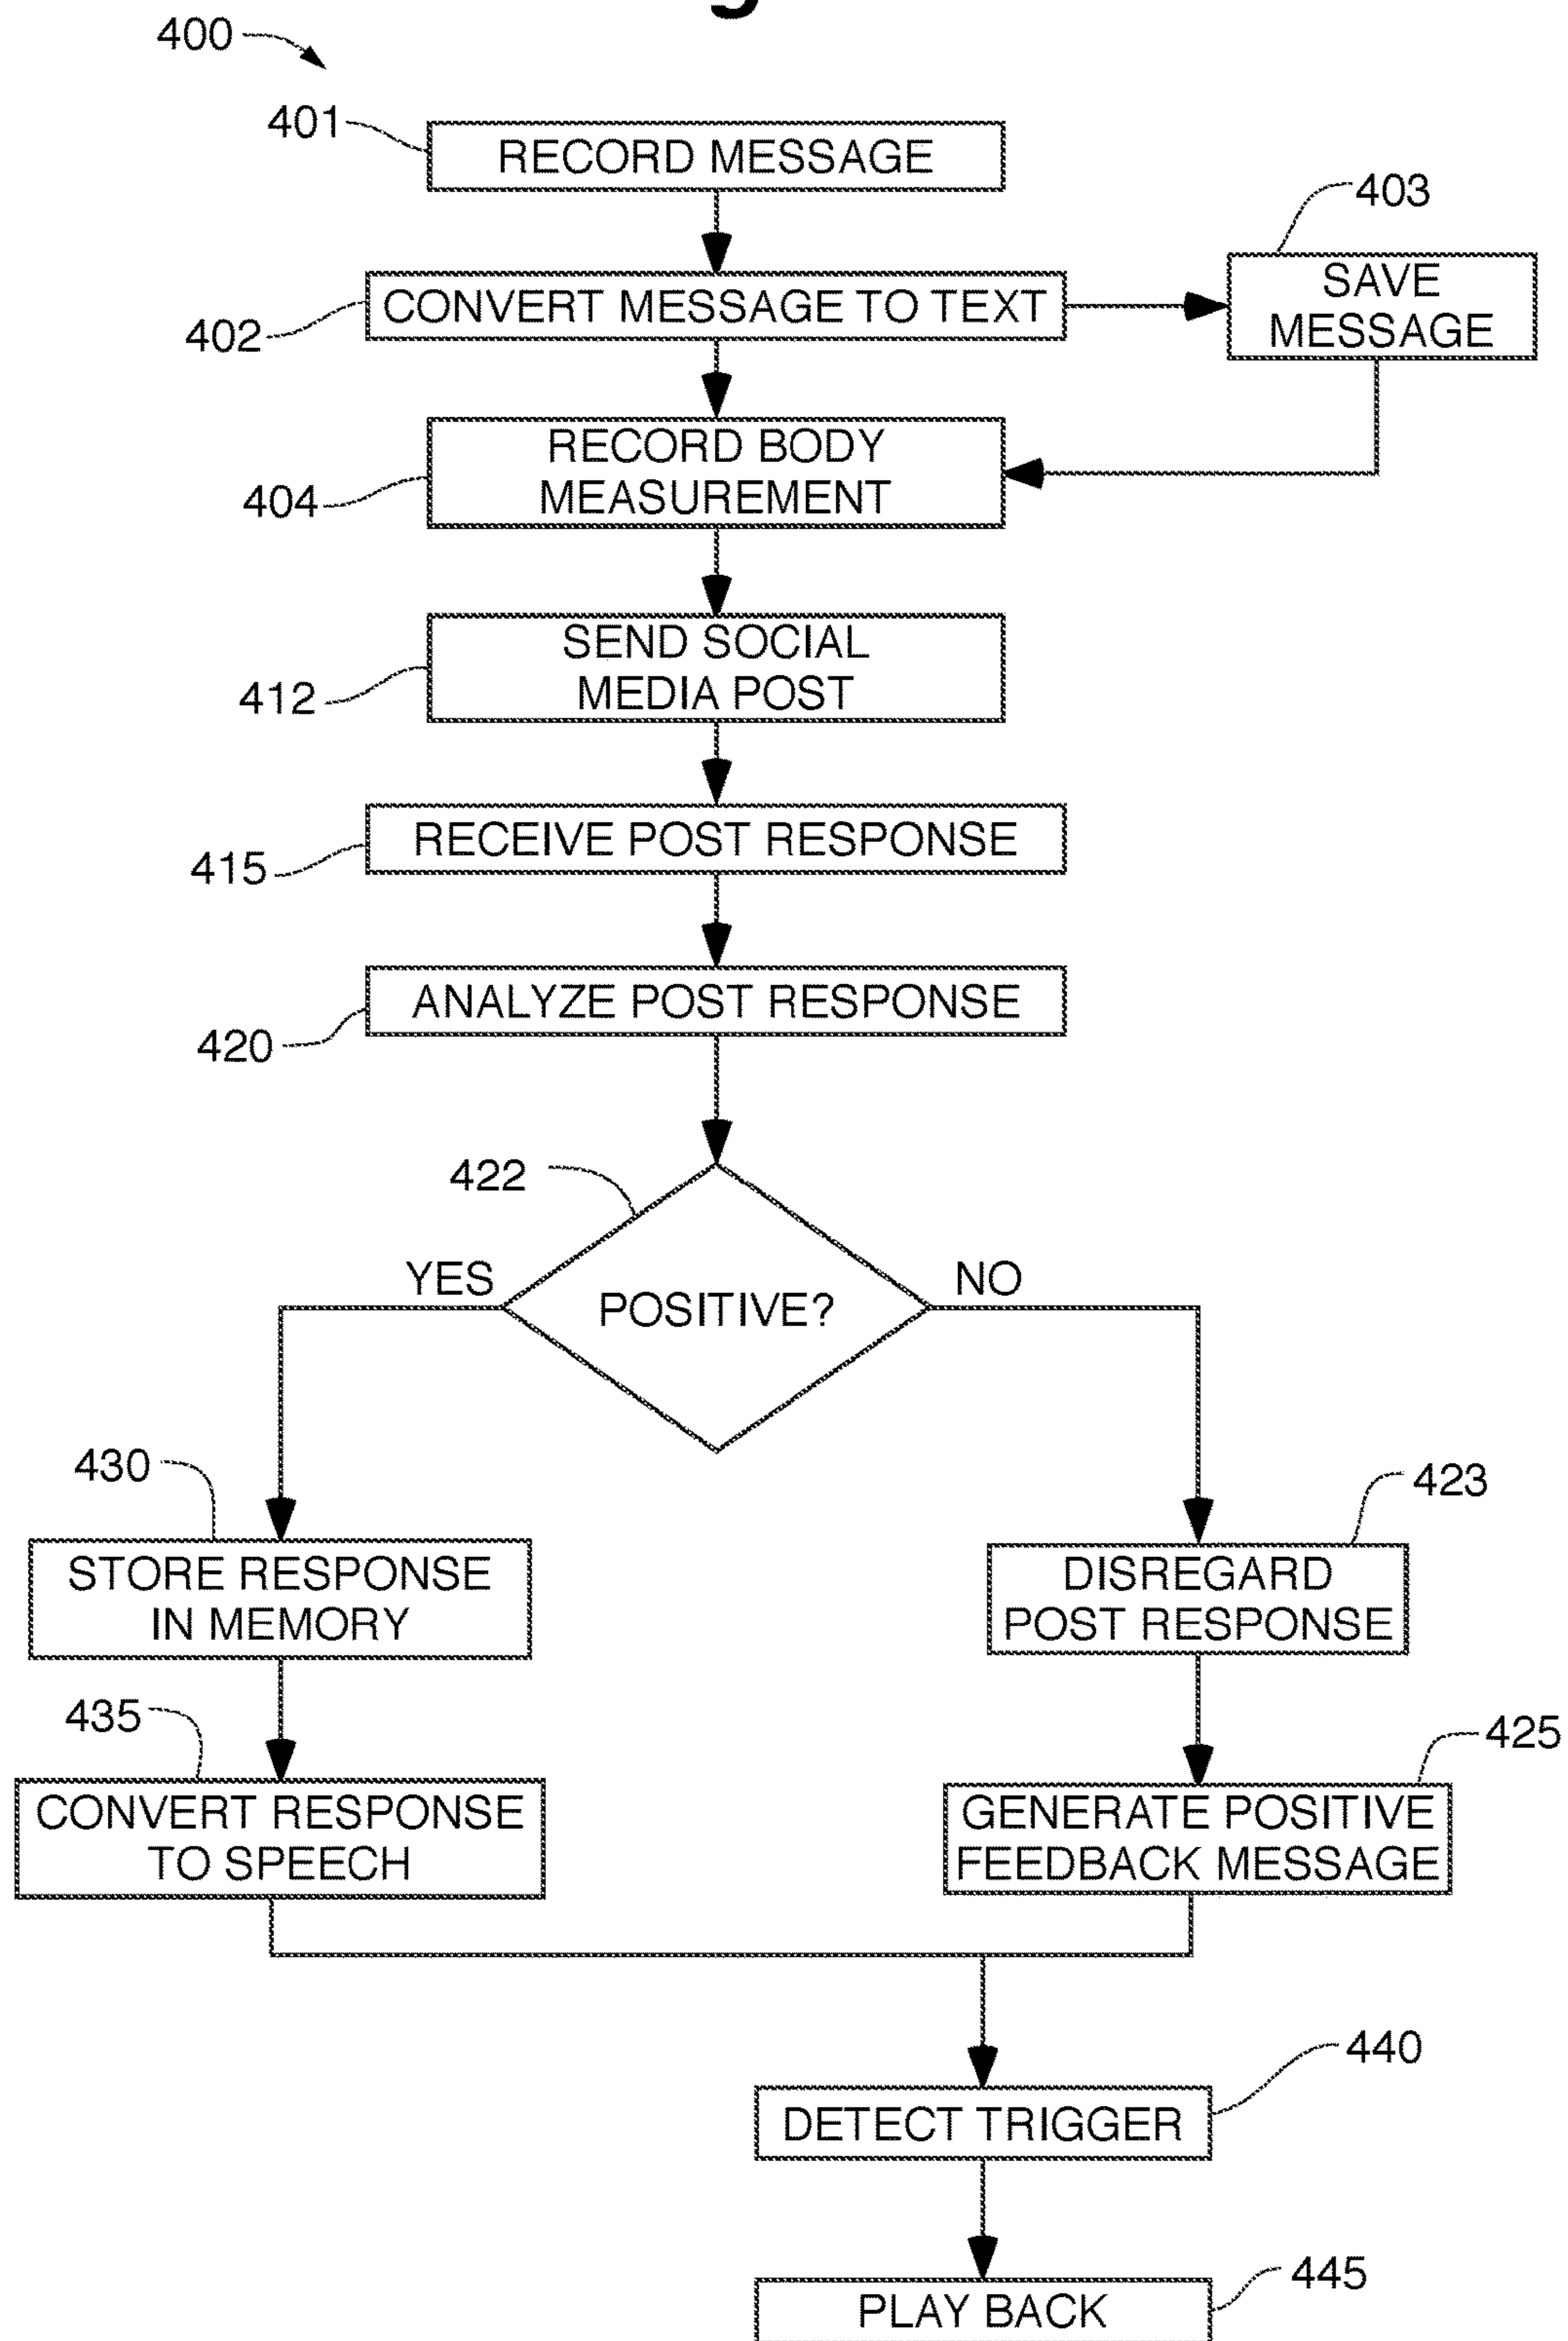 400
401
RECORD MESSAGE
403
402
CONVERT MESSAGE TO TEXT
SAVE
MESSAGE
404
RECORD BODY
MEASUREMENT
412
SEND SOCIAL
MEDIA POST
415
RECEIVE POST RESPONSE
420
ANALYZE POST RESPONSE
422
YES
POSITIVE?
NO
430
STORE RESPONSE
IN MEMORY
423
DISREGARD
POST RESPONSE
435
CONVERT RESPONSE
TO SPEECH
425
GENERATE POSITIVE
FEEDBACK MESSAGE
440
DETECT TRIGGER
445
PLAY BACK